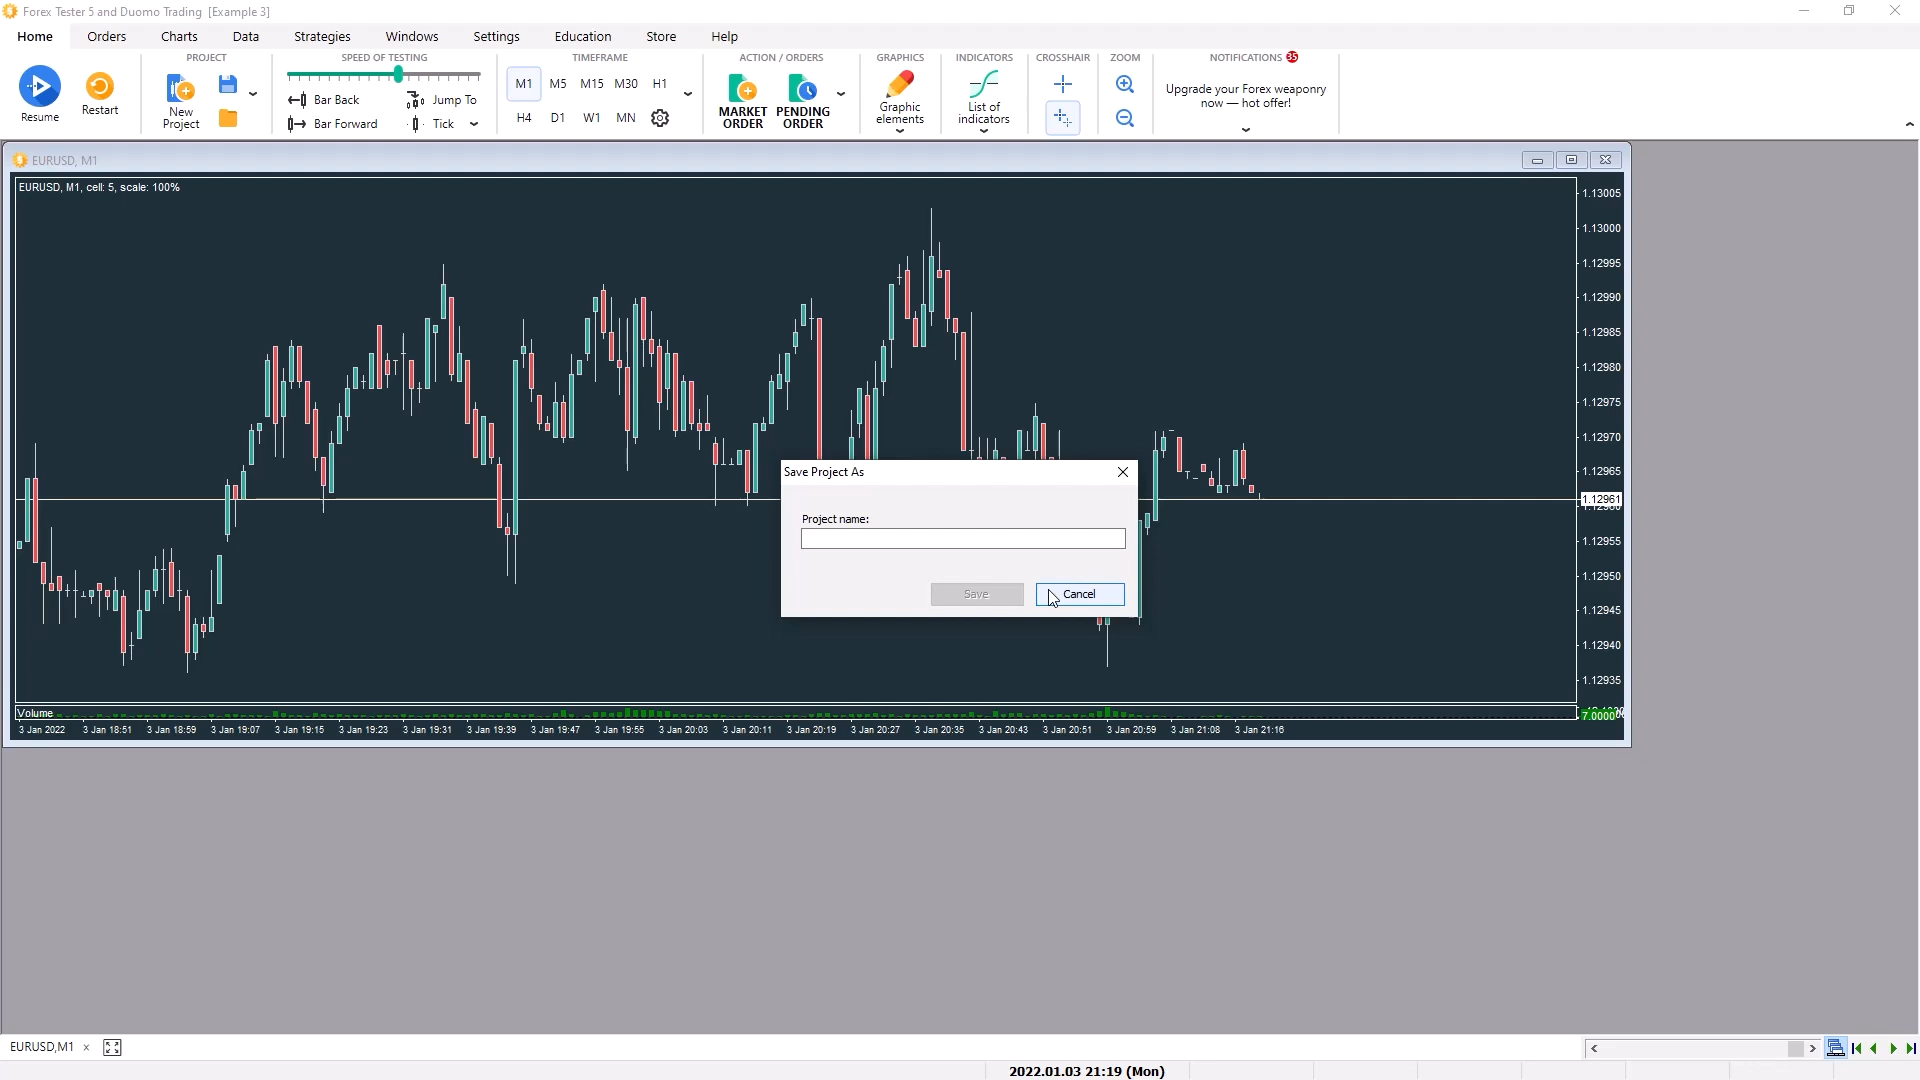 Forex Tester 5 and Duomo Trading [Example 3]
Home Orders Charts Data Strategies Windows Settings Education Store Help
PROJECT SPEED OF TESTING TIMEFRAME ACTION / ORDERS GRAPHICS INDICATORS CROSSHAIR ZOOM NOTIFICATIONS 35
Resume
Restart
New
Project
Bar Back Jump To
Bar Forward Tick
M1 M5 M15 M30 H1
H4 D1 W1 MN
MARKET
ORDER
PENDING
ORDER
Graphic
elements
List of
indicators
Upgrade your Forex weaponry
now — hot offer!
EURUSD, M1
EURUSD, M1, cell: 5, scale: 100%
1.13005
1.13000
1.12995
1.12990
1.12985
1.12980
1.12975
1.12970
1.12965
1.12961
1.12955
1.12950
1.12945
1.12940
1.12935
Save Project As
Project name:
Save Cancel
Volume
7.0000
3 Jan 2022 3 Jan 18:51 3 Jan 18:59 3 Jan 19:07 3 Jan 19:15 3 Jan 19:23 3 Jan 19:31 3 Jan 19:39 3 Jan 19:47 3 Jan 19:55 3 Jan 20:03 3 Jan 20:11 3 Jan 20:19 3 Jan 20:27 3 Jan 20:35 3 Jan 20:43 3 Jan 20:51 3 Jan 20:59 3 Jan 21:08 3 Jan 21:16
EURUSD,M1
2022.01.03 21:19 (Mon)